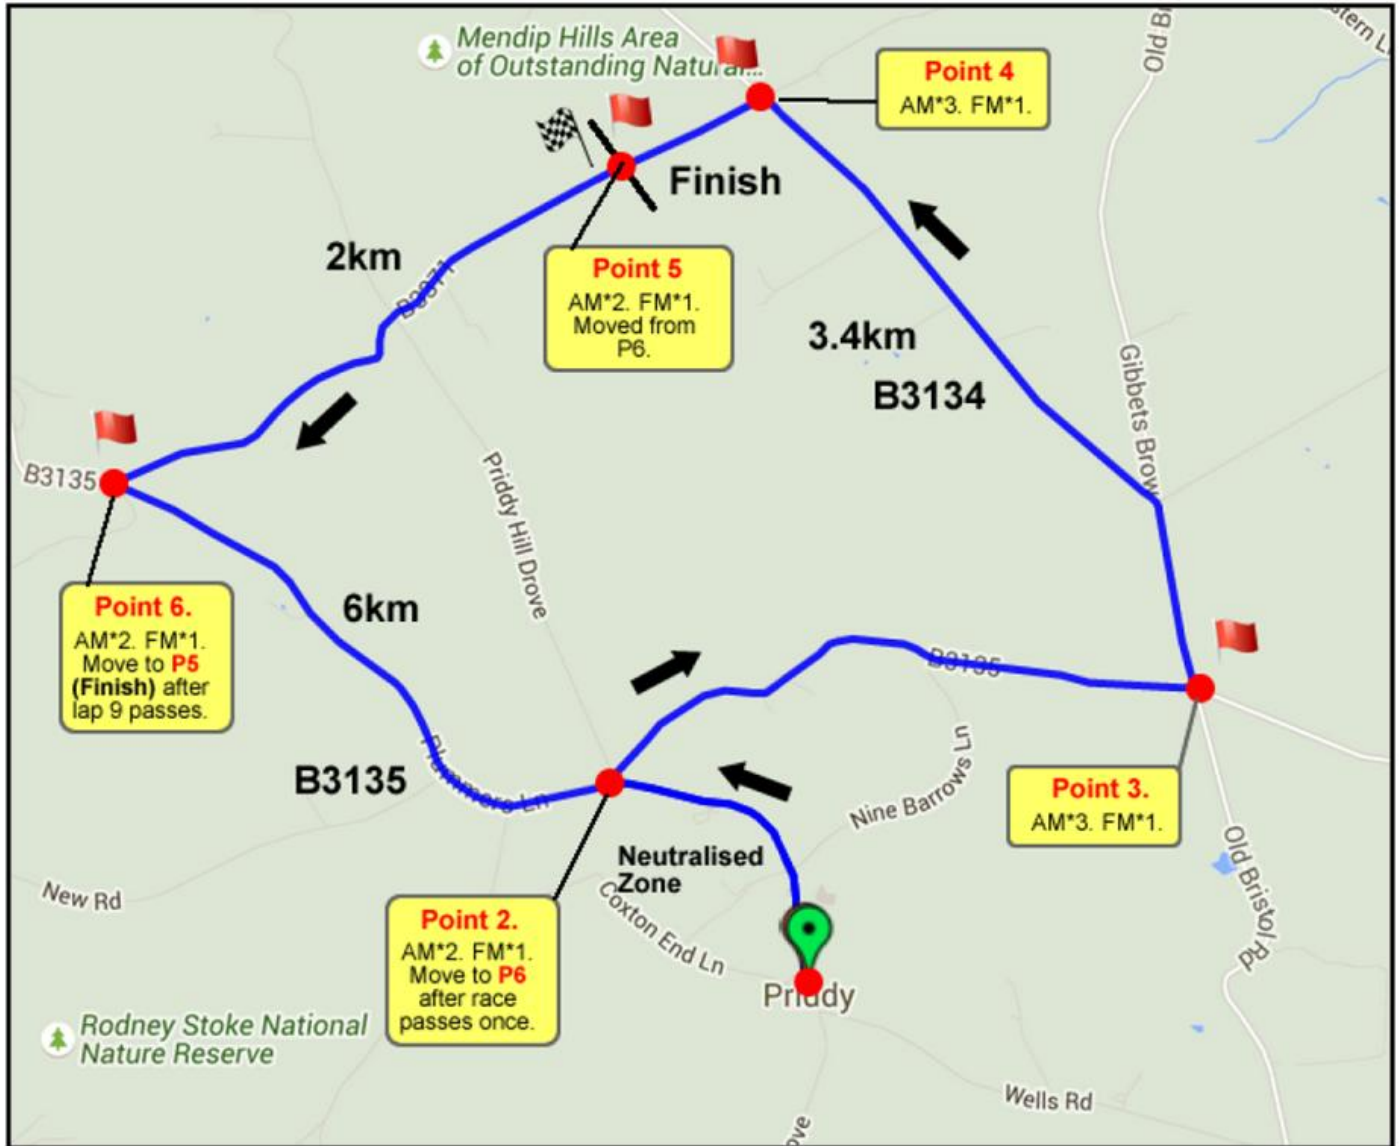 Mendip Hills Area
of Outstanding Natural...
Old B
stern L
Point 4
AM*3. FM*1.
Finish
2km
B3371
Point 5
AM*2. FM*1.
Moved from
P6.
3.4km
B3134
Gibbets Brow
B3135
Priddy Hill Drove
Point 6.
AM*2. FM*1.
Move to P5
(Finish) after
lap 9 passes.
6km
B3135
B3135
Plummers Ln
Nine Barrows Ln
Point 3.
AM*3. FM*1.
Neutralised
Zone
New Rd
Coxton End Ln
Old Bristol Rd
Point 2.
AM*2. FM*1.
Move to P6
after race
passes once.
Priddy
Rodney Stoke National
Nature Reserve
Wells Rd
ove